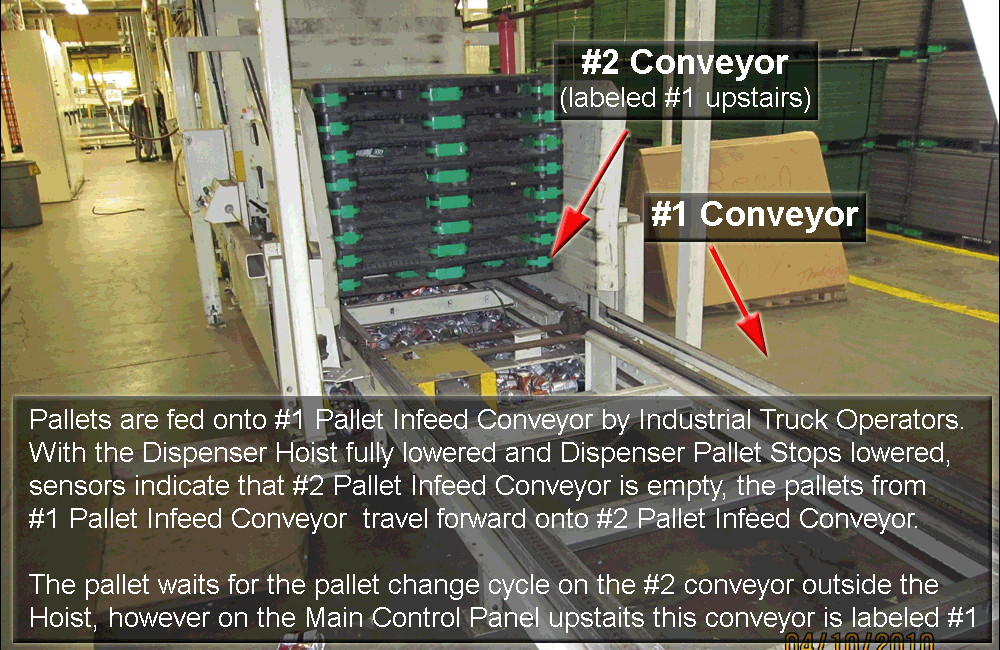 #2 Conveyor
(labeled #1 upstairs)
#1 Conveyor
Pallets are fed onto #1 Pallet Infeed Conveyor by Industrial Truck Operators.
With the Dispenser Hoist fully lowered and Dispenser Pallet Stops lowered,
sensors indicate that #2 Pallet Infeed Conveyor is empty, the pallets from
#1 Pallet Infeed Conveyor  travel forward onto #2 Pallet Infeed Conveyor.
The pallet waits for the pallet change cycle on the #2 conveyor outside the
Hoist, however on the Main Control Panel upstaits this conveyor is labeled #1
04/10/2010